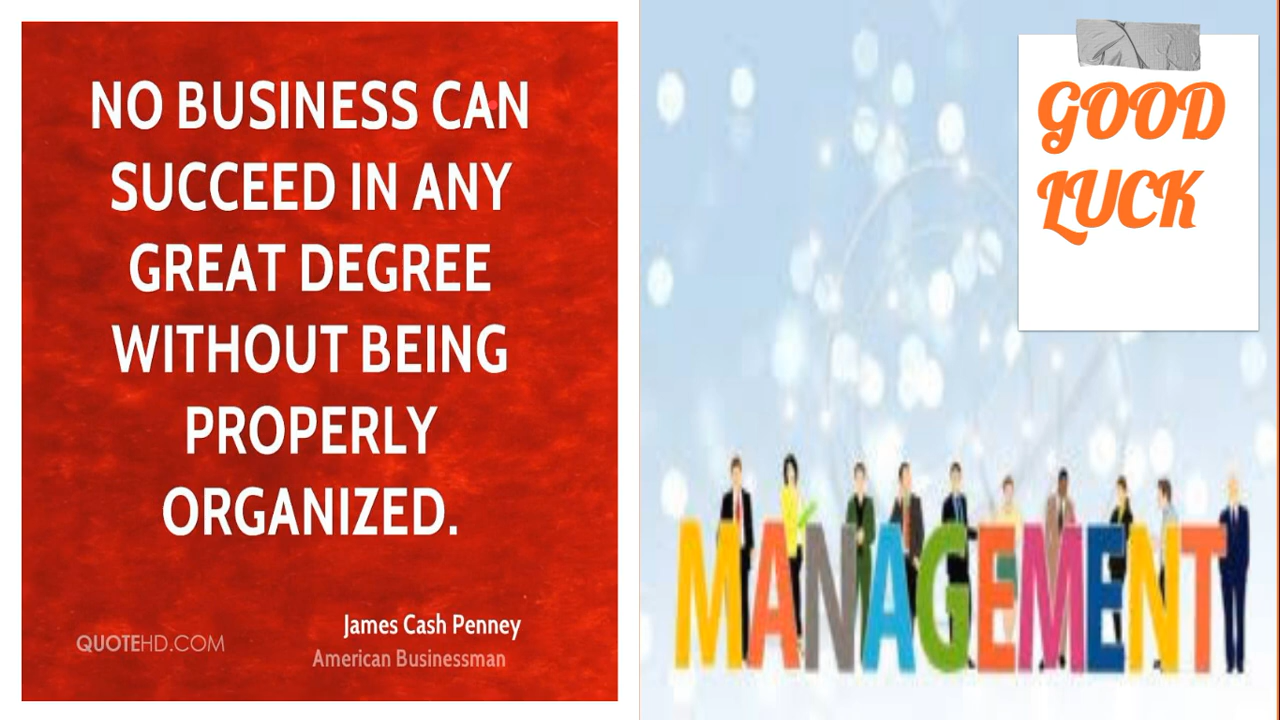 NO BUSINESS CAN
SUCCEED IN ANY
GREAT DEGREE
WITHOUT BEING
PROPERLY
ORGANIZED.
James Cash Penney
QUOTEHD.COM
American Businessman
GOOD
LUCK
MANAGEMENT